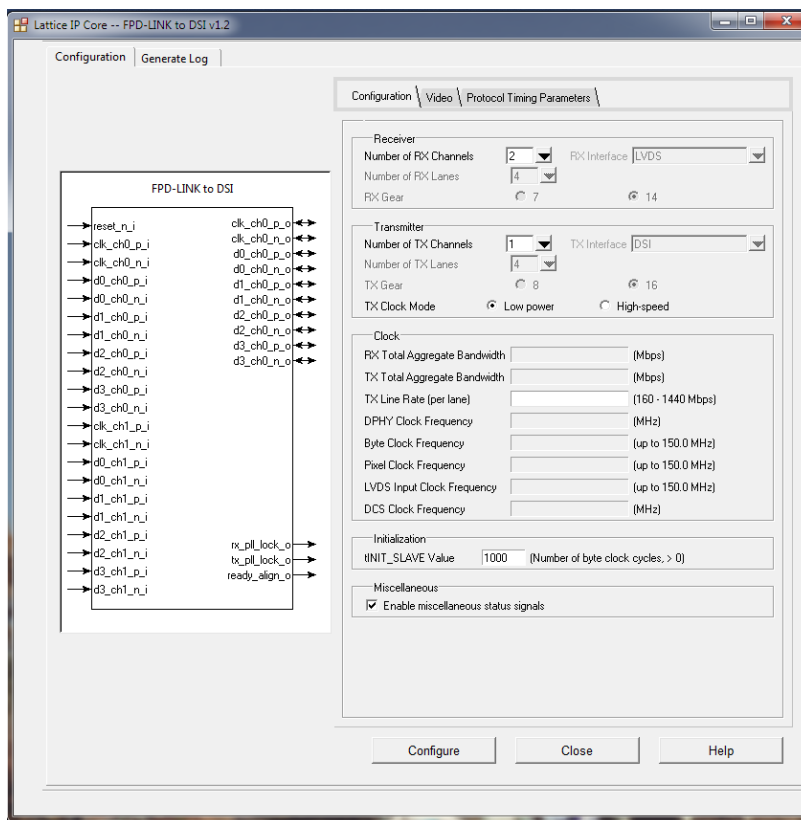 Lattice IP Core -- FPD-LINK to DSI v1.2
Configuration Generate Log
Configuration Video Protocol Timing Parameters
FPD-LINK to DSI
reset_n_i
clk_ch0_p_i
clk_ch0_n_i
d0_ch0_p_i
d0_ch0_n_i
d1_ch0_p_i
d1_ch0_n_i
d2_ch0_p_i
d2_ch0_n_i
d3_ch0_p_i
d3_ch0_n_i
clk_ch1_p_i
clk_ch1_n_i
d0_ch1_p_i
d0_ch1_n_i
d1_ch1_p_i
d1_ch1_n_i
d2_ch1_p_i
d2_ch1_n_i
d3_ch1_p_i
d3_ch1_n_i
clk_ch0_p_o
clk_ch0_n_o
d0_ch0_p_o
d0_ch0_n_o
d1_ch0_p_o
d1_ch0_n_o
d2_ch0_p_o
d2_ch0_n_o
d3_ch0_p_o
d3_ch0_n_o
rx_pll_lock_o
tx_pll_lock_o
ready_align_o
Receiver
Number of RX Channels 2 RX Interface LVDS
Number of RX Lanes 4
RX Gear 7 14
Transmitter
Number of TX Channels 1 TX Interface DSI
Number of TX Lanes 4
TX Gear 8 16
TX Clock Mode Low power High-speed
Clock
RX Total Aggregate Bandwidth (Mbps)
TX Total Aggregate Bandwidth (Mbps)
TX Line Rate (per lane) (160 - 1440 Mbps)
DPHY Clock Frequency (MHz)
Byte Clock Frequency (up to 150.0 MHz)
Pixel Clock Frequency (up to 150.0 MHz)
LVDS Input Clock Frequency (up to 150.0 MHz)
DCS Clock Frequency (MHz)
Initialization
tINIT_SLAVE Value 1000 (Number of byte clock cycles, > 0)
Miscellaneous
Enable miscellaneous status signals
Configure Close Help